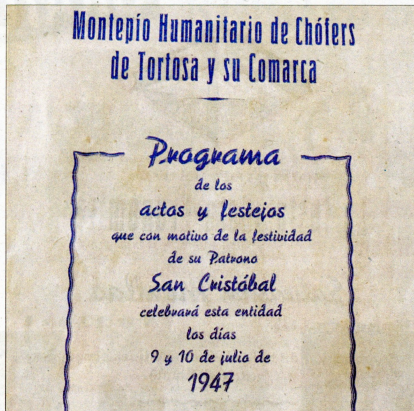 Montepío Humanitario de Chófers
de Tortosa y su Comarca
Programa
de los
actos y festejos
que con motivo de la festividad
de su Patrono
San Cristóbal
celebrará esta entidad
los días
9 y 10 de julio de
1947